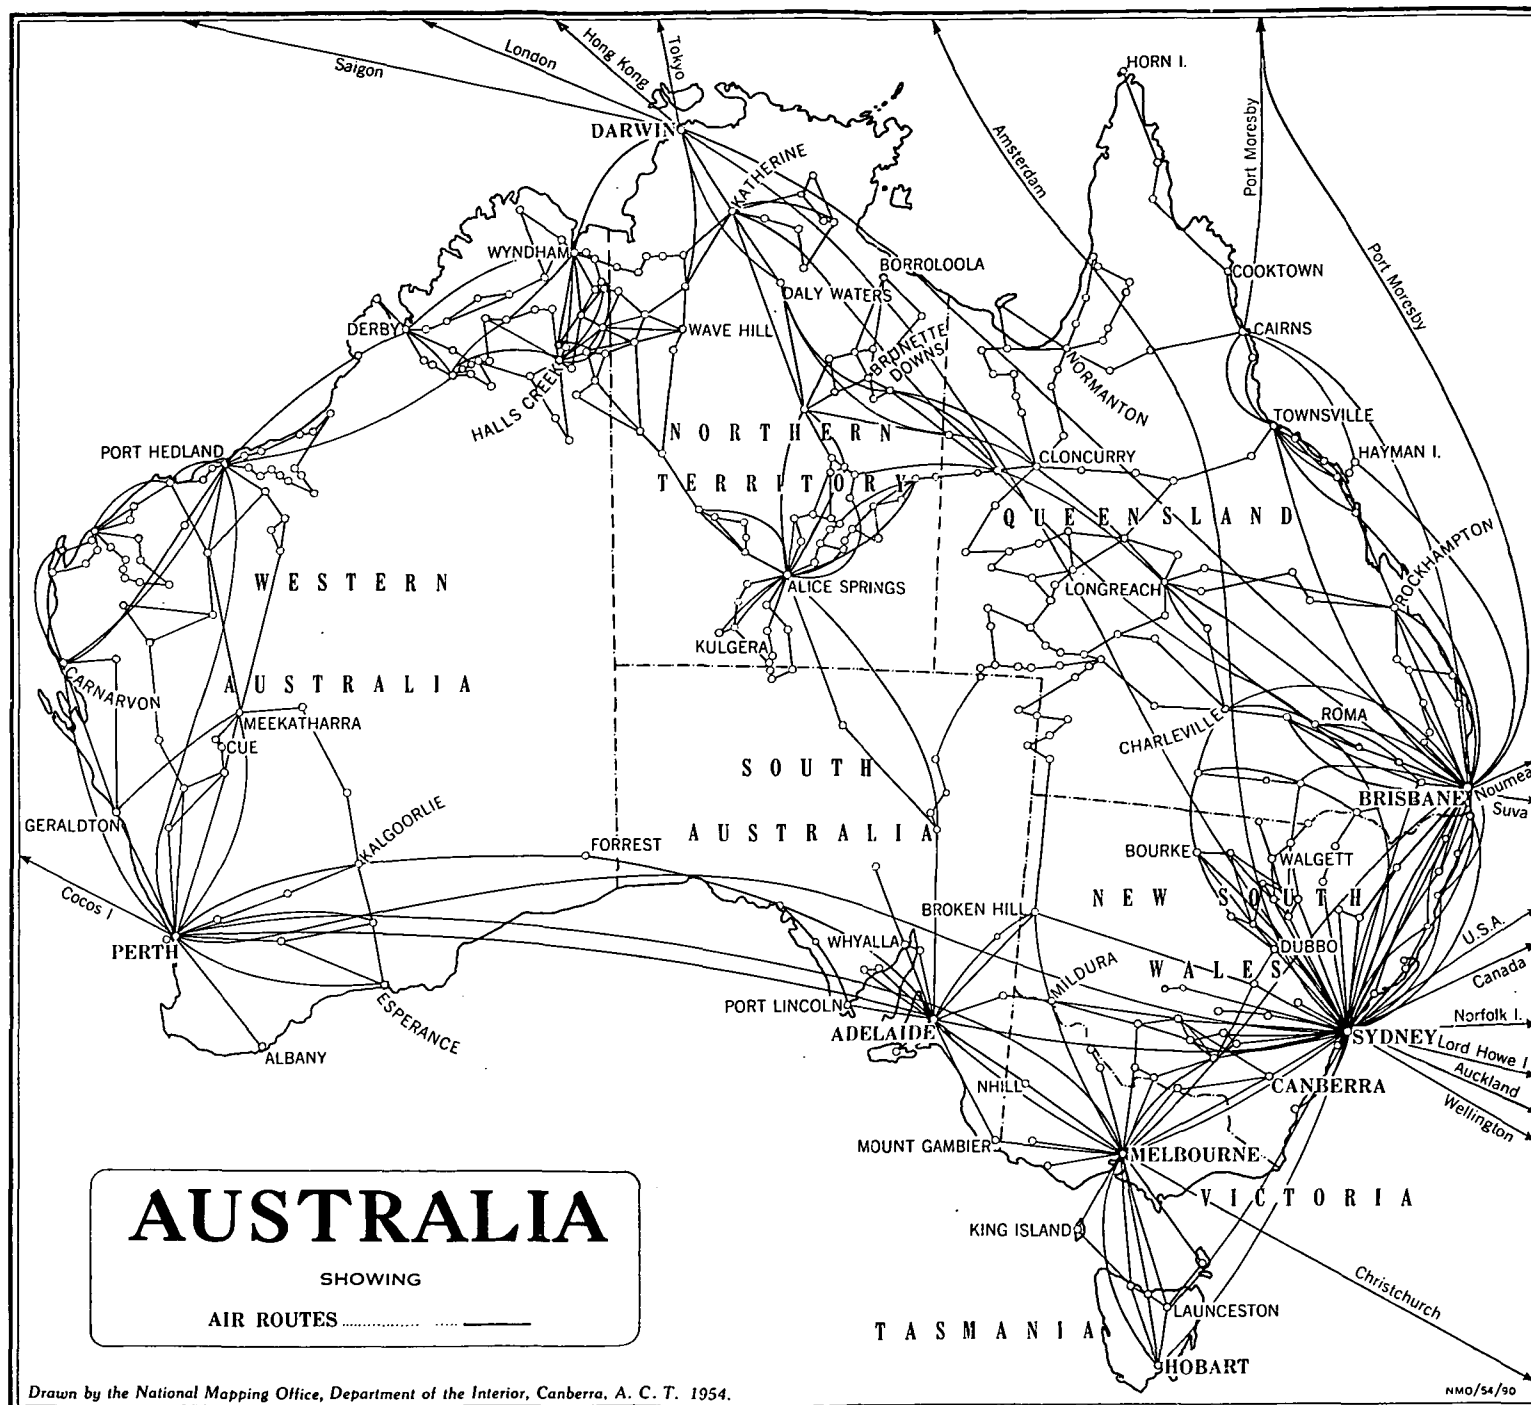 Saigon
London
Hong Kong
Tokyo
Amsterdam
Port Moresby
Port Moresby
HORN I.
DARWIN
KATHERINE
WYNDHAM
BORROLOOLA
COOKTOWN
DALY WATERS
DERBY
WAVE HILL
CAIRNS
BRUNETTE
DOWNS
NORMANTON
HALLS CREEK
TOWNSVILLE
NORTHERN
TERRITORY
PORT HEDLAND
CLONCURRY
HAYMAN I.
QUEENSLAND
ROCKHAMPTON
WESTERN
AUSTRALIA
ALICE SPRINGS
LONGREACH
KULGERA
CARNARVON
MEEKATHARRA
CUE
CHARLEVILLE
ROMA
SOUTH
AUSTRALIA
BRISBANE
Noumea
Suva
GERALDTON
KALGOORLIE
FORREST
BOURKE
WALGETT
Cocos I
PERTH
NEW SOUTH
WALES
BROKEN HILL
WHYALLA
DUBBO
U.S.A.
Canada
MILDURA
PORT LINCOLN
ADELAIDE
Norfolk I.
SYDNEY
Lord Howe I
Auckland
Wellington
ESPERANCE
ALBANY
NHILL
CANBERRA
MOUNT GAMBIER
MELBOURNE
VICTORIA
KING ISLAND
Christchurch
LAUNCESTON
TASMANIA
HOBART
AUSTRALIA
SHOWING
AIR ROUTES
Drawn by the National Mapping Office, Department of the Interior, Canberra, A. C. T. 1954.
NMO/54/90